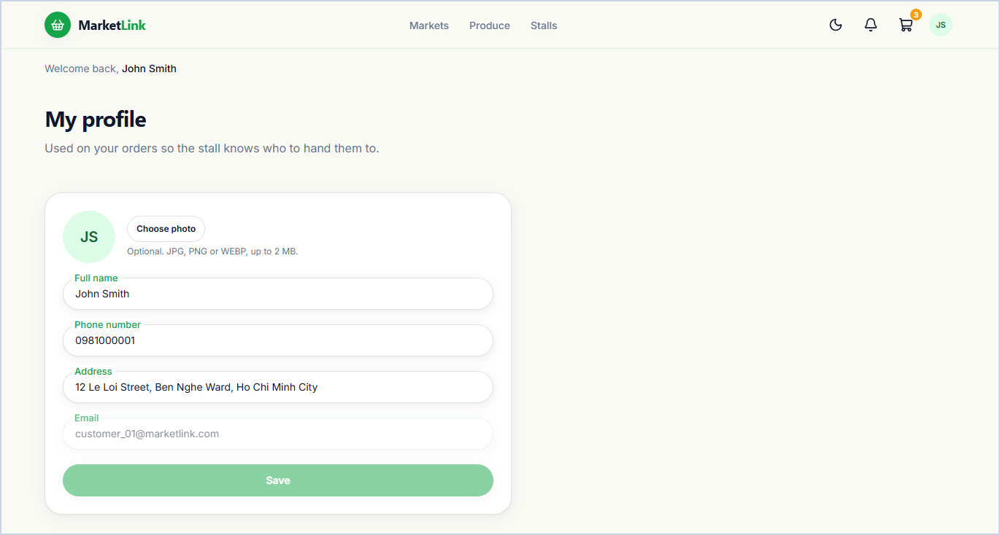 MarketLink
Markets
Produce
Stalls
3
JS
Welcome back, John Smith
My profile
Used on your orders so the stall knows who to hand them to.
JS
Choose photo
Optional. JPG, PNG or WEBP, up to 2 MB.
Full name
John Smith
Phone number
0981000001
Address
12 Le Loi Street, Ben Nghe Ward, Ho Chi Minh City
Email
customer_01@marketlink.com
Save